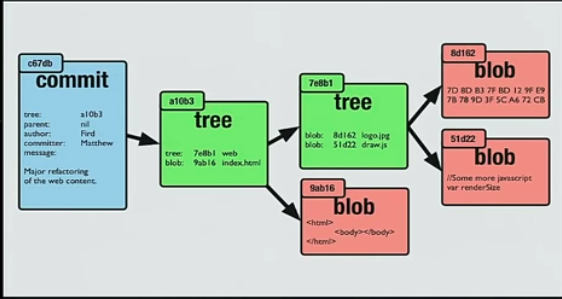 c67db
commit
tree: a10b3
parent: nil
author: Fird
committer: Matthew
message:
Major refactoring
of the web content.
a10b3
tree
tree: 7e8b1 web
blob: 9ab16 index.html
7e8b1
tree
blob: 8d162 logo.jpg
blob: 51d22 draw.js
9ab16
blob
<html>
<body></body>
</html>
8d162
blob
7D 8D B3 7F BD 12 9F E9
7B 78 9D 3F 5C A6 72 CB
51d22
blob
//Some more javascript
var renderSize